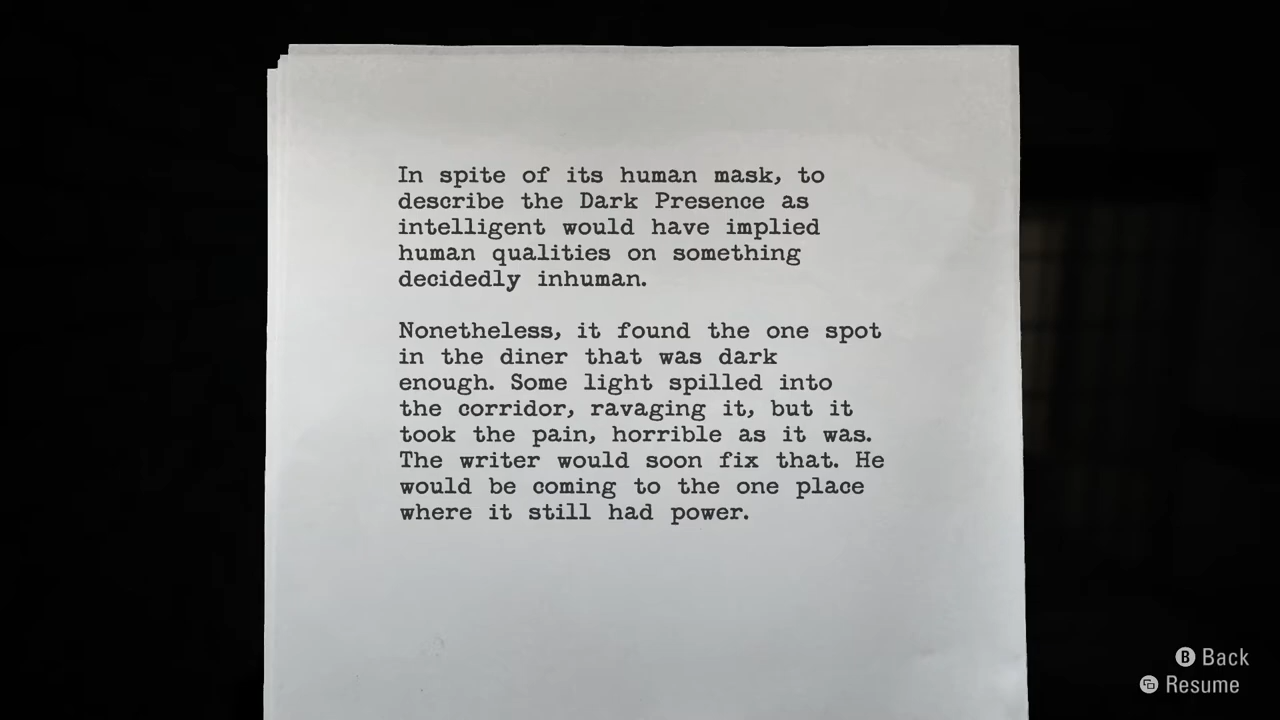 In spite of its human mask, to
describe the Dark Presence as
intelligent would have implied
human qualities on something
decidedly inhuman.
Nonetheless, it found the one spot
in the diner that was dark
enough. Some light spilled into
the corridor, ravaging it, but it
took the pain, horrible as it was.
The writer would soon fix that. He
would be coming to the one place
where it still had power.
B Back
Resume